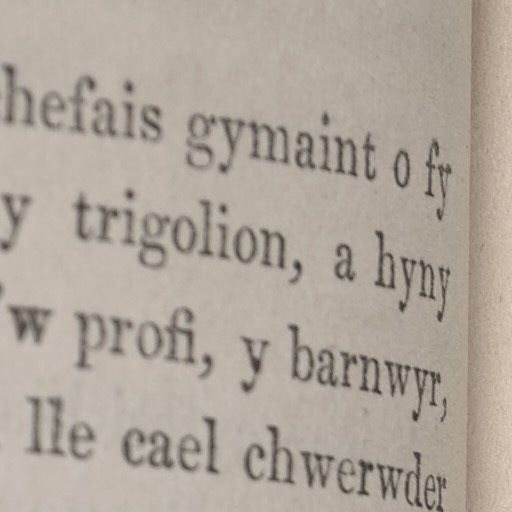 hefais gymaint o fy
y trigolion, a hyny
'w profi, y barnwyr,
lle cael chwerwder